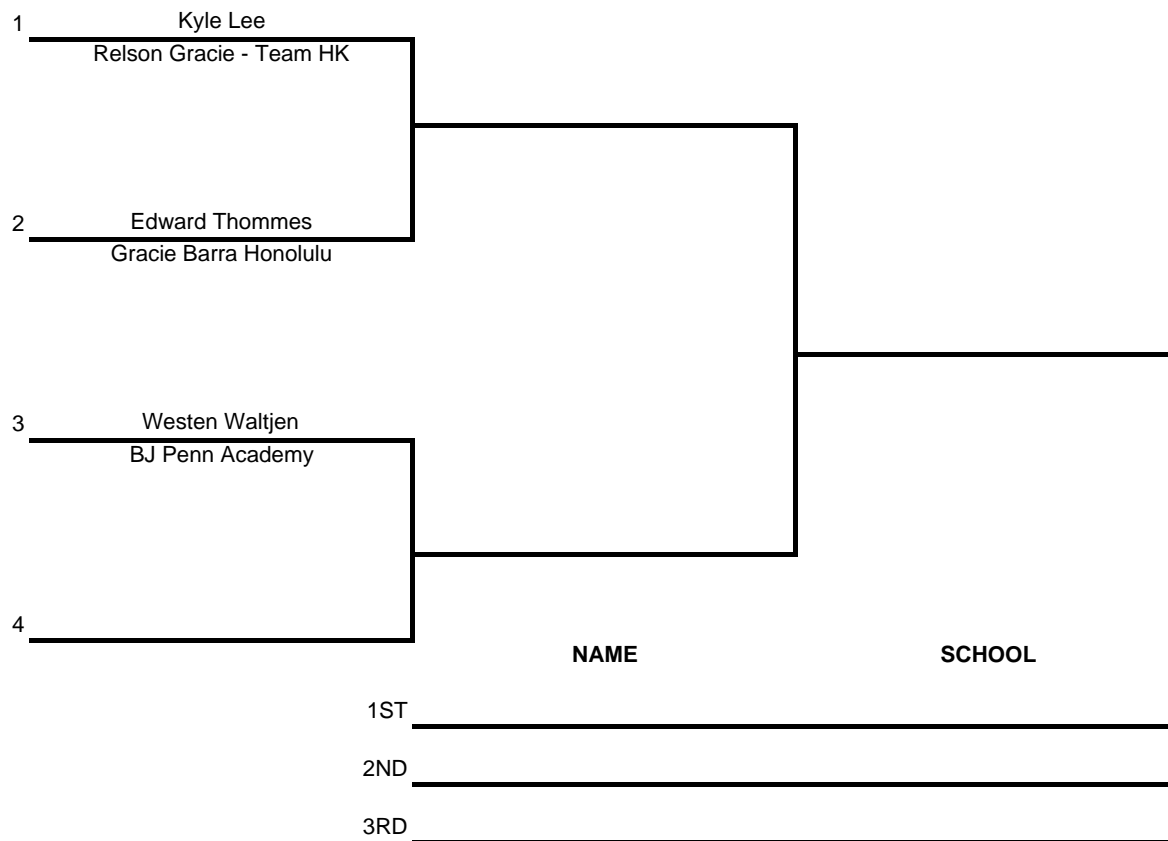 1
Kyle Lee
Relson Gracie - Team HK
2
Edward Thommes
Gracie Barra Honolulu
3
Westen Waltjen
BJ Penn Academy
4
NAME SCHOOL
1ST
2ND
3RD